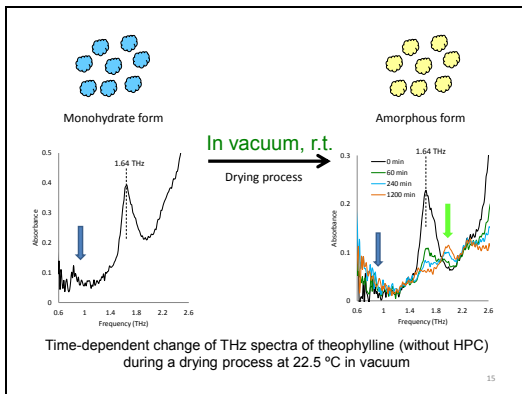 Monohydrate form
Amorphous form
In vacuum, r.t.
Drying process
0.5
0.4
0.3
0.2
0.1
0
Absorbance
1.64 THz
0.6 1 1.4 1.8 2.2 2.6
Frequency (THz)
0.3
0.2
0.1
0
Absorbance
1.64 THz
0 min
60 min
240 min
1200 min
0.6 1 1.4 1.8 2.2 2.6
Frequency (THz)
Time-dependent change of THz spectra of theophylline (without HPC)
during a drying process at 22.5 ºC in vacuum
15